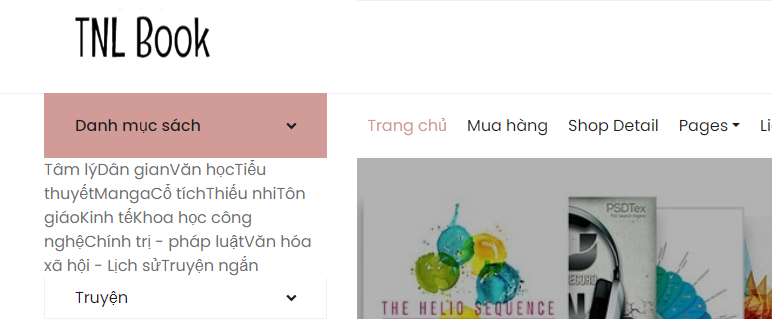 TNL Book
Danh mục sách
Trang chủ Mua hàng Shop Detail Pages
Tâm lýDân gianVăn họcTiểu
thuyếtMangaCổ tíchThiếu nhiTôn
giáoKinh tếKhoa học công
nghệChính trị - pháp luậtVăn hóa
xã hội - Lịch sửTruyện ngắn
Truyện
PSDTex
THE HELIO SEQUENCE